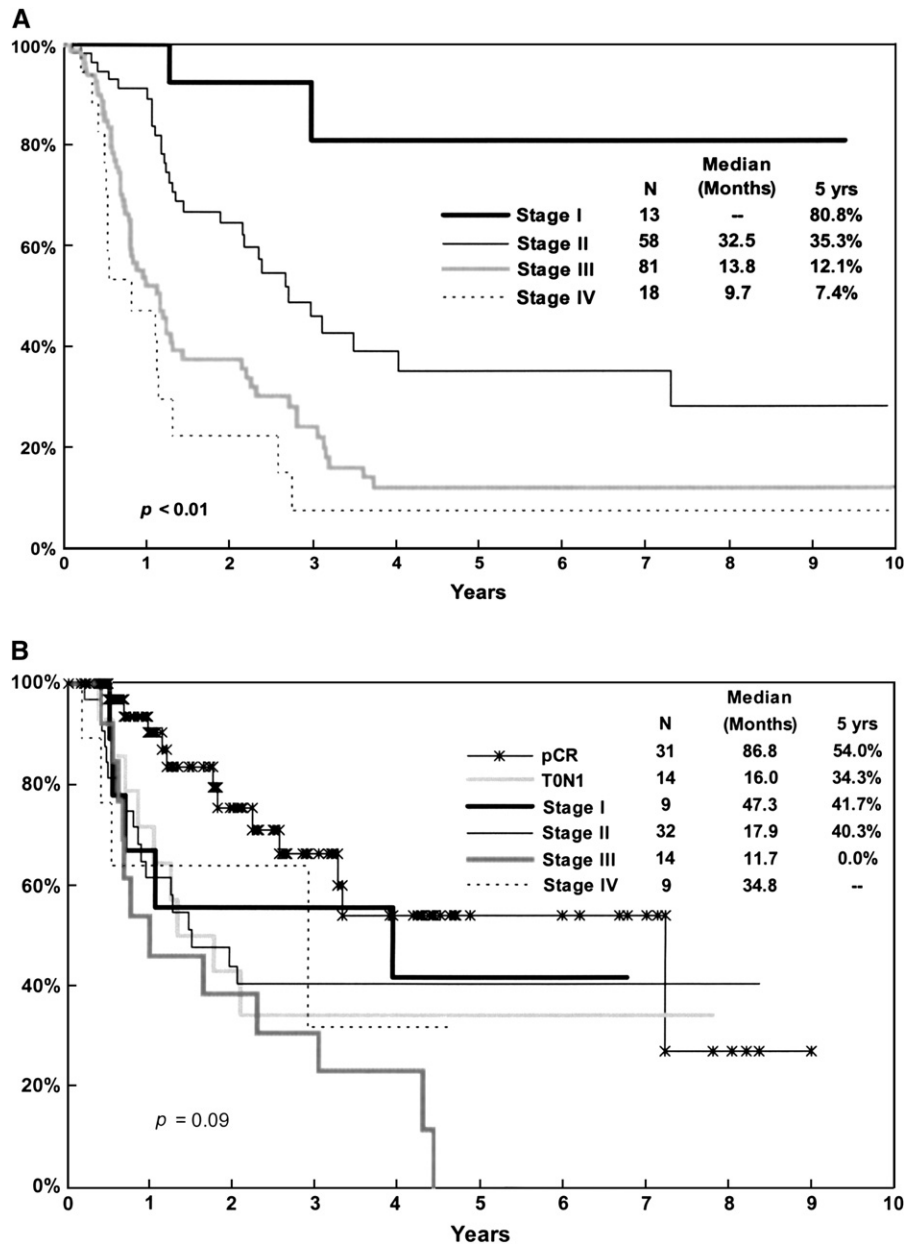 A
100%
80%
60%
40%
20%
0%
Median
N (Months) 5 yrs
Stage I 13 -- 80.8%
Stage II 58 32.5 35.3%
Stage III 81 13.8 12.1%
Stage IV 18 9.7 7.4%
p < 0.01
0 1 2 3 4 5 6 7 8 9 10
Years
B
100%
80%
60%
40%
20%
0%
Median
N (Months) 5 yrs
pCR 31 86.8 54.0%
T0N1 14 16.0 34.3%
Stage I 9 47.3 41.7%
Stage II 32 17.9 40.3%
Stage III 14 11.7 0.0%
Stage IV 9 34.8 --
p = 0.09
0 1 2 3 4 5 6 7 8 9 10
Years